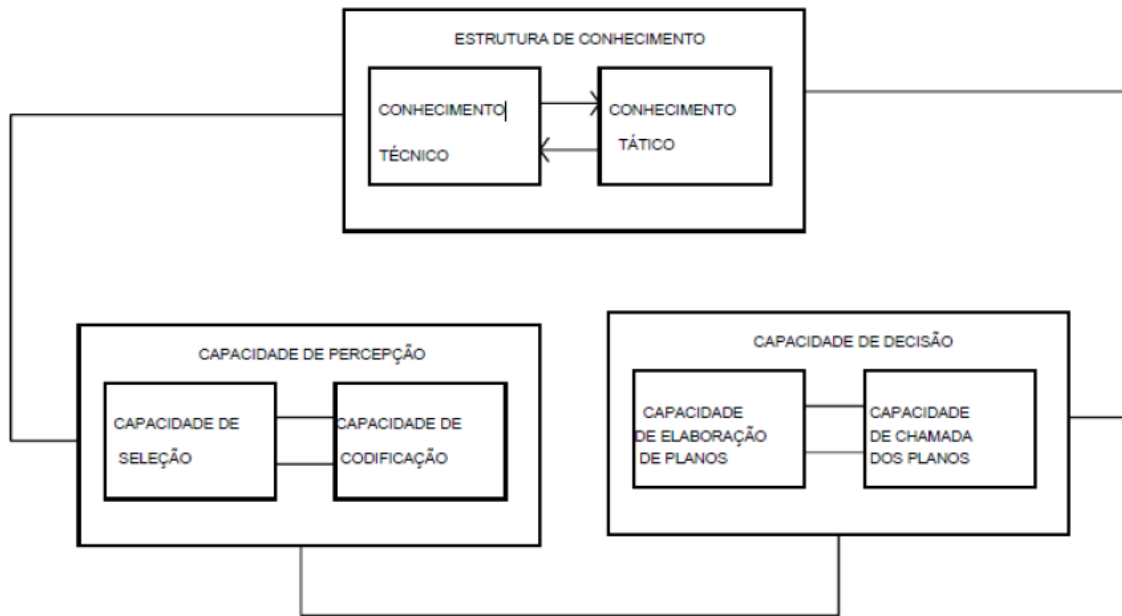 ESTRUTURA DE CONHECIMENTO
CONHECIMENTO
TÉCNICO
CONHECIMENTO
TÁTICO
CAPACIDADE DE PERCEPÇÃO
CAPACIDADE DE
SELEÇÃO
CAPACIDADE DE
CODIFICAÇÃO
CAPACIDADE DE DECISÃO
CAPACIDADE
DE ELABORAÇÃO
DE PLANOS
CAPACIDADE
DE CHAMADA
DOS PLANOS